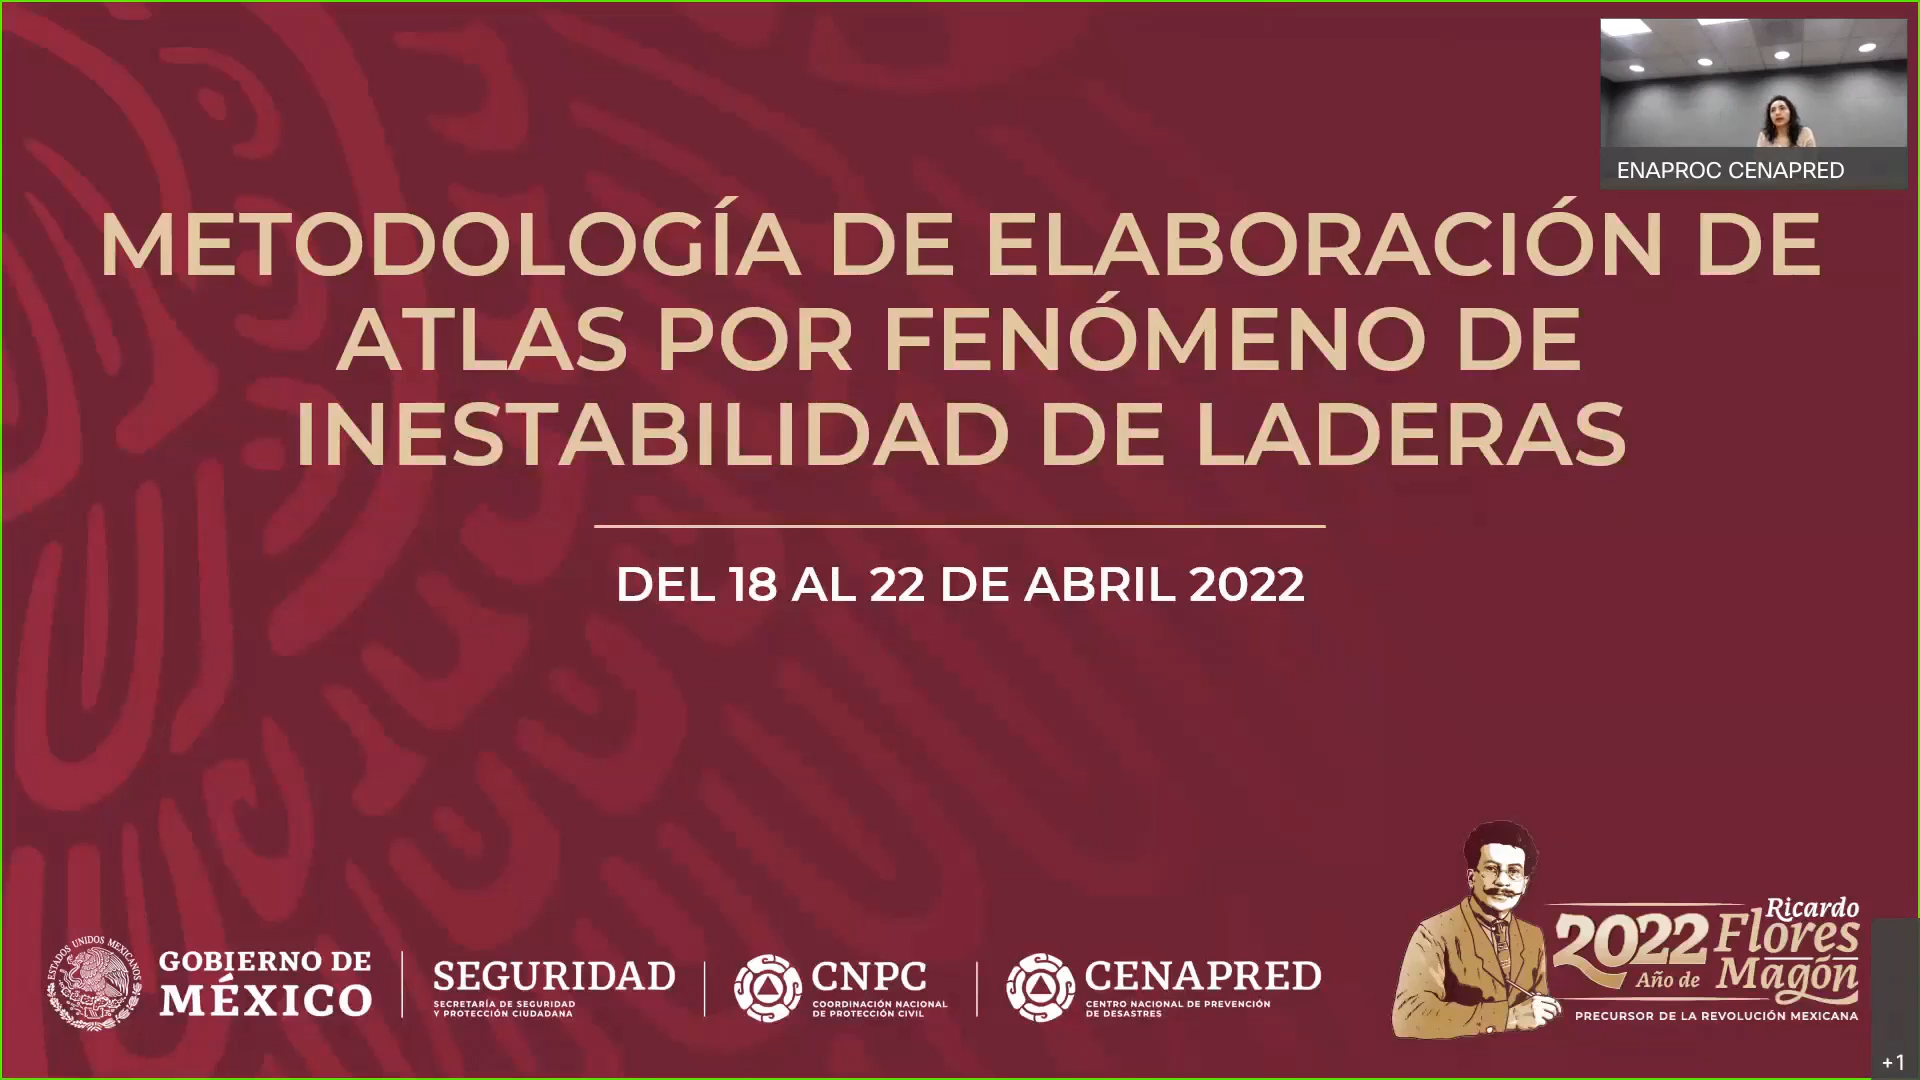 ENAPROC CENAPRED
METODOLOGÍA DE ELABORACIÓN DE
ATLAS POR FENÓMENO DE
INESTABILIDAD DE LADERAS
DEL 18 AL 22 DE ABRIL 2022
ESTADOS UNIDOS MEXICANOS
GOBIERNO DE
MÉXICO
SEGURIDAD
SECRETARÍA DE SEGURIDAD
Y PROTECCIÓN CIUDADANA
CNPC
COORDINACIÓN NACIONAL
DE PROTECCIÓN CIVIL
CENAPRED
CENTRO NACIONAL DE PREVENCIÓN
DE DESASTRES
2022
Año de
Ricardo
Flores
Magón
PRECURSOR DE LA REVOLUCIÓN MEXICANA
+1